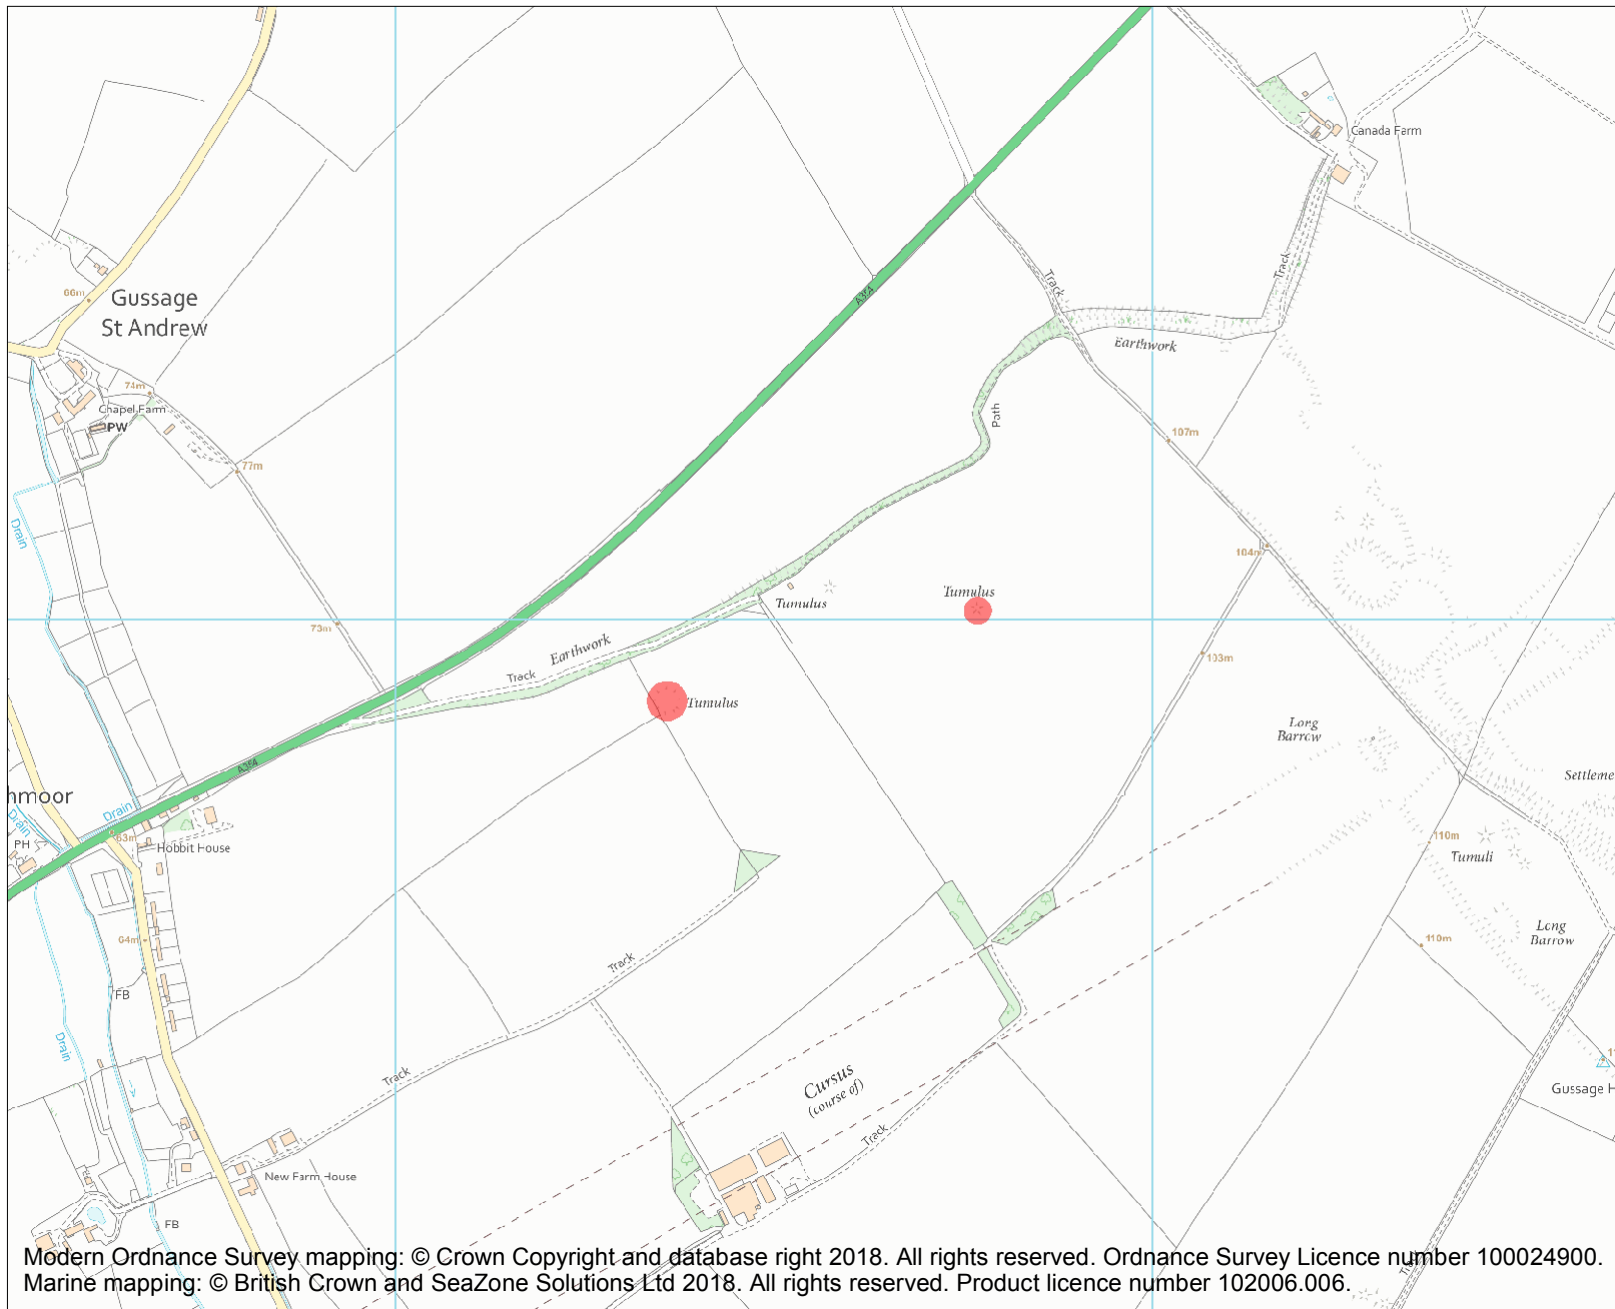 Canada Farm
Track
A354
Track
66m
Gussage
St Andrew
Earthwork
74m
Chapel Farm
PW
Path
107m
77m
Drain
104m
Tumulus
Tumulus
73m
Earthwork
103m
Track
Tumulus
Long
Barrow
A354
Settleme
hmoor
Drain
Drain
63m
PH
Hobbit House
110m
Tumuli
Long
Barrow
64m
110m
Track
FB
Drain
Cursus
(course of)
Track
Gussage H
Track
New Farm House
FB
Track
Modern Ordnance Survey mapping: © Crown Copyright and database right 2018. All rights reserved. Ordnance Survey Licence number 100024900.
Marine mapping: © British Crown and SeaZone Solutions Ltd 2018. All rights reserved. Product licence number 102006.006.